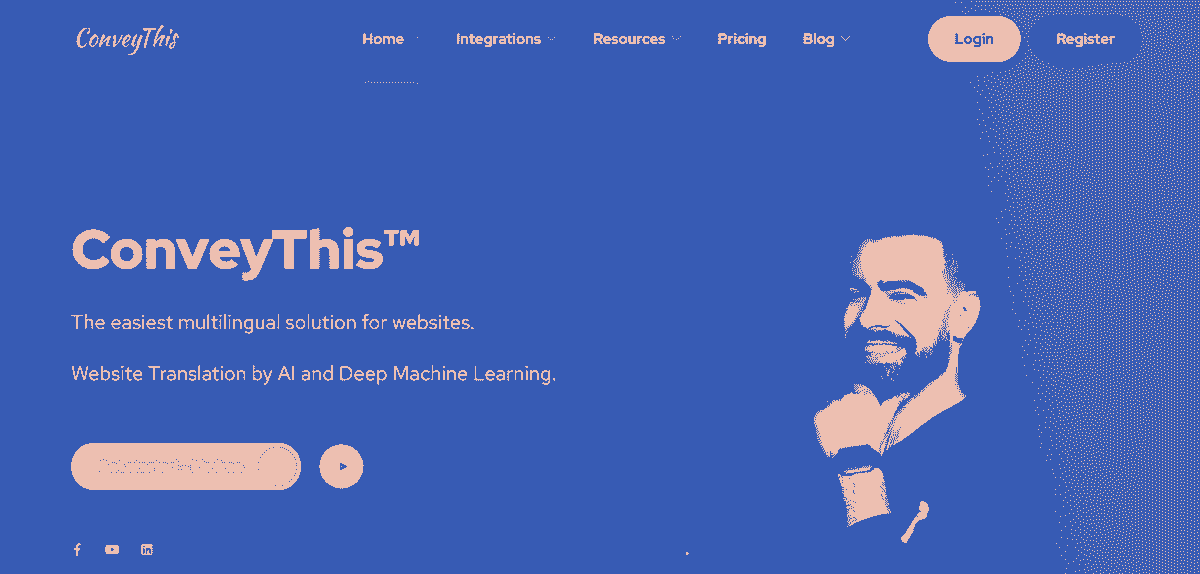 ConveyThis
Home
Integrations
Resources
Pricing
Blog
Login
Register
ConveyThis™
The easiest multilingual solution for websites.
Website Translation by AI and Deep Machine Learning.